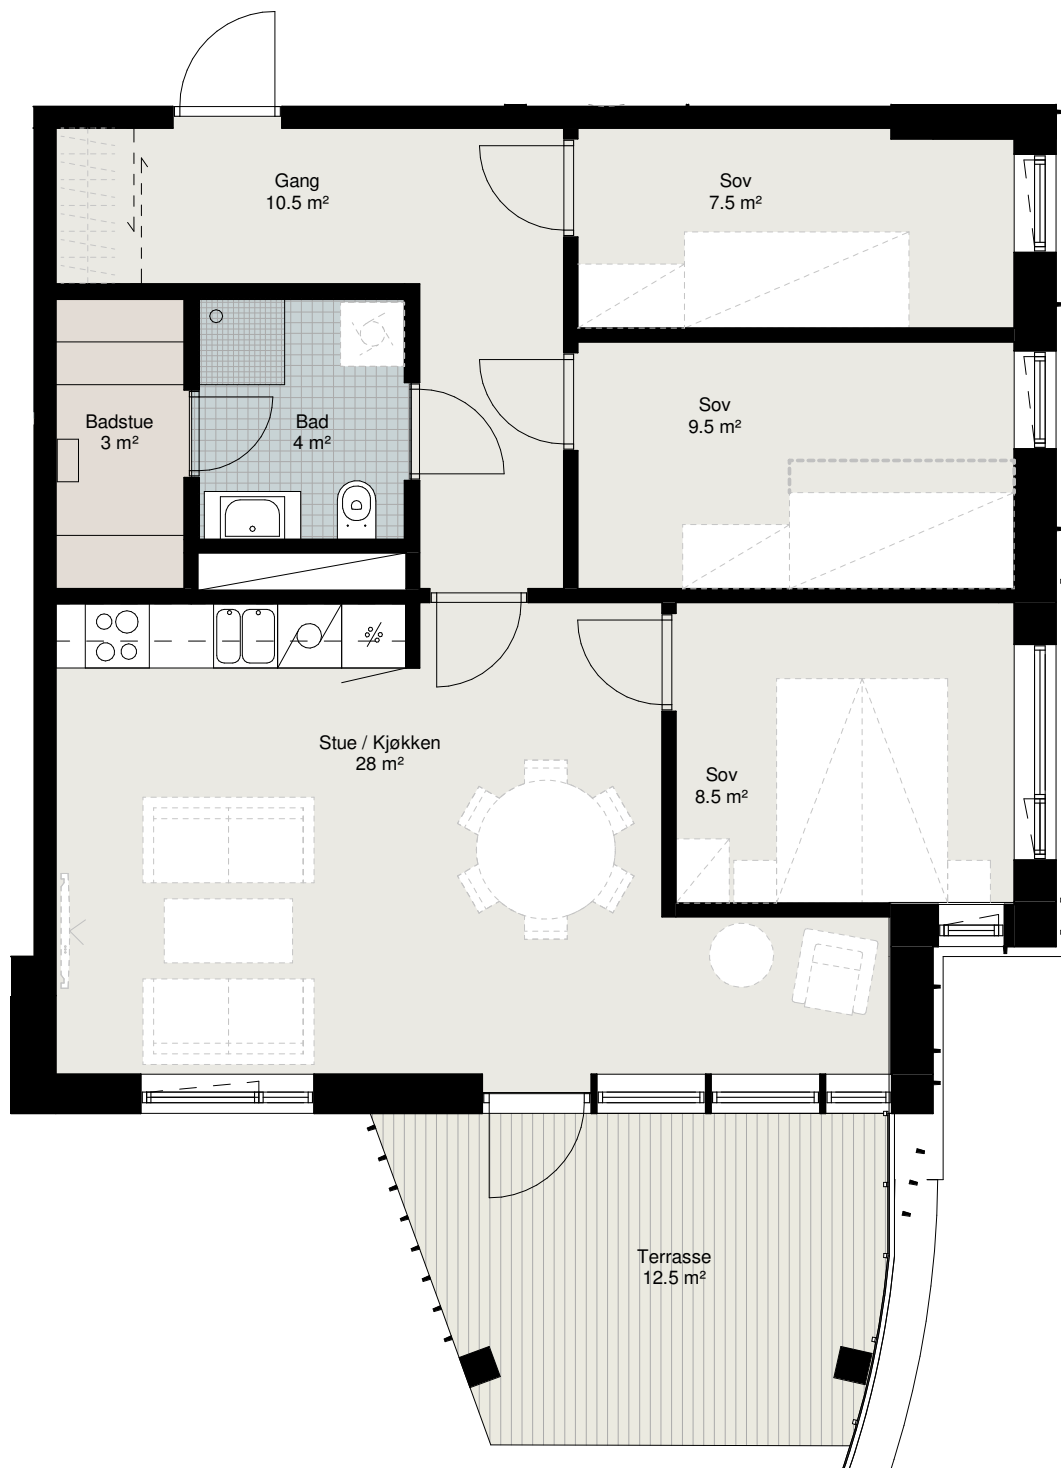 Gang
10.5 m²
Sov
7.5 m²
Sov
9.5 m²
Badstue
3 m²
Bad
4 m²
Stue / Kjøkken
28 m²
Sov
8.5 m²
Terrasse
12.5 m²